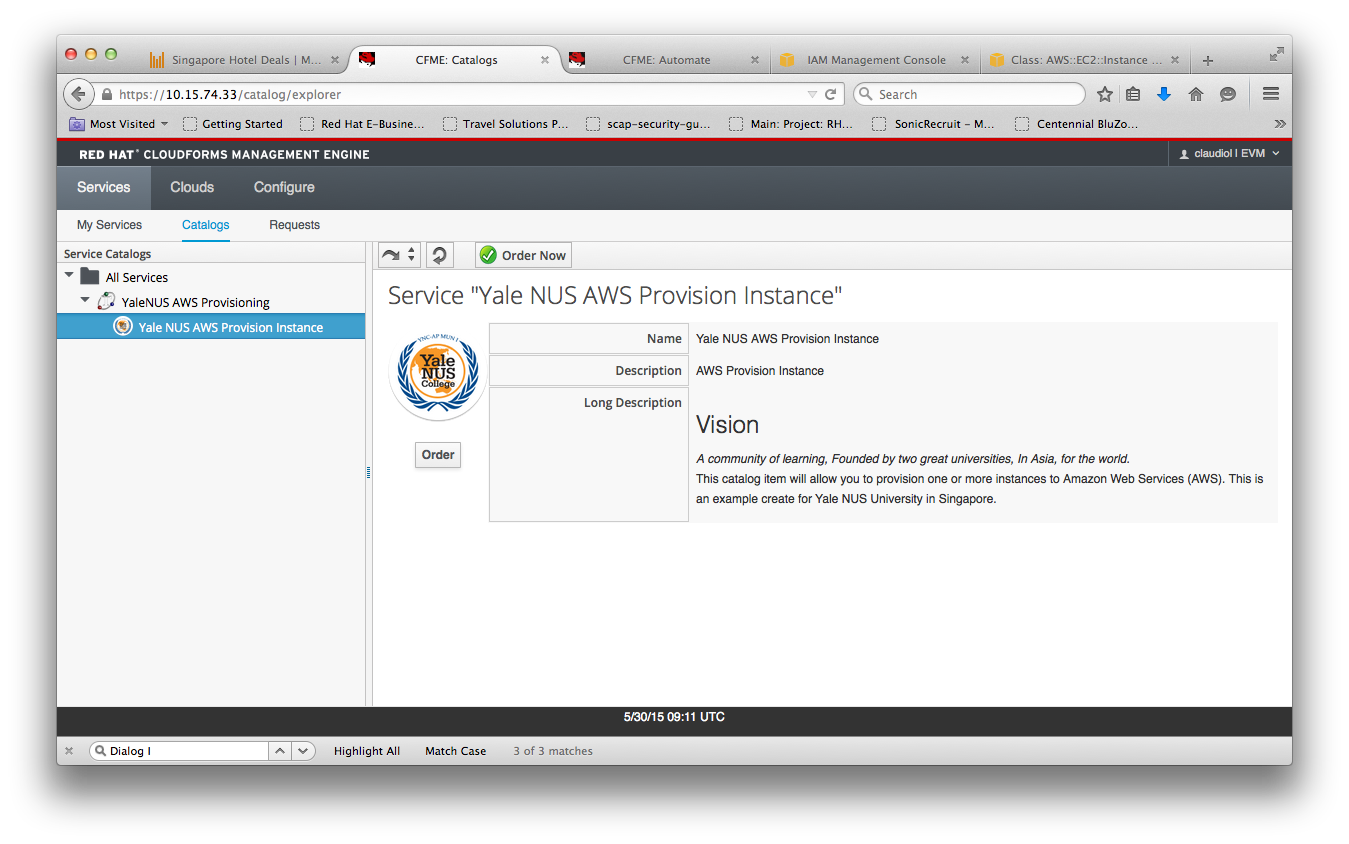 Singapore Hotel Deals | M...
CFME: Catalogs
CFME: Automate
IAM Management Console
Class: AWS::EC2::Instance ...
https://10.15.74.33/catalog/explorer
Search
Most Visited
Getting Started
Red Hat E-Busine...
Travel Solutions P...
scap-security-gu...
Main: Project: RH...
SonicRecruit – M...
Centennial BluZo...
RED HAT® CLOUDFORMS MANAGEMENT ENGINE
claudiol | EVM
Services
Clouds
Configure
My Services
Catalogs
Requests
Service Catalogs
All Services
YaleNUS AWS Provisioning
Yale NUS AWS Provision Instance
Order Now
Service "Yale NUS AWS Provision Instance"
YNC-AP MUN I
Yale
NUS
College
Order
Name
Yale NUS AWS Provision Instance
Description
AWS Provision Instance
Long Description
Vision
A community of learning, Founded by two great universities, In Asia, for the world.
This catalog item will allow you to provision one or more instances to Amazon Web Services (AWS). This is
an example create for Yale NUS University in Singapore.
5/30/15 09:11 UTC
Dialog I
Highlight All
Match Case
3 of 3 matches